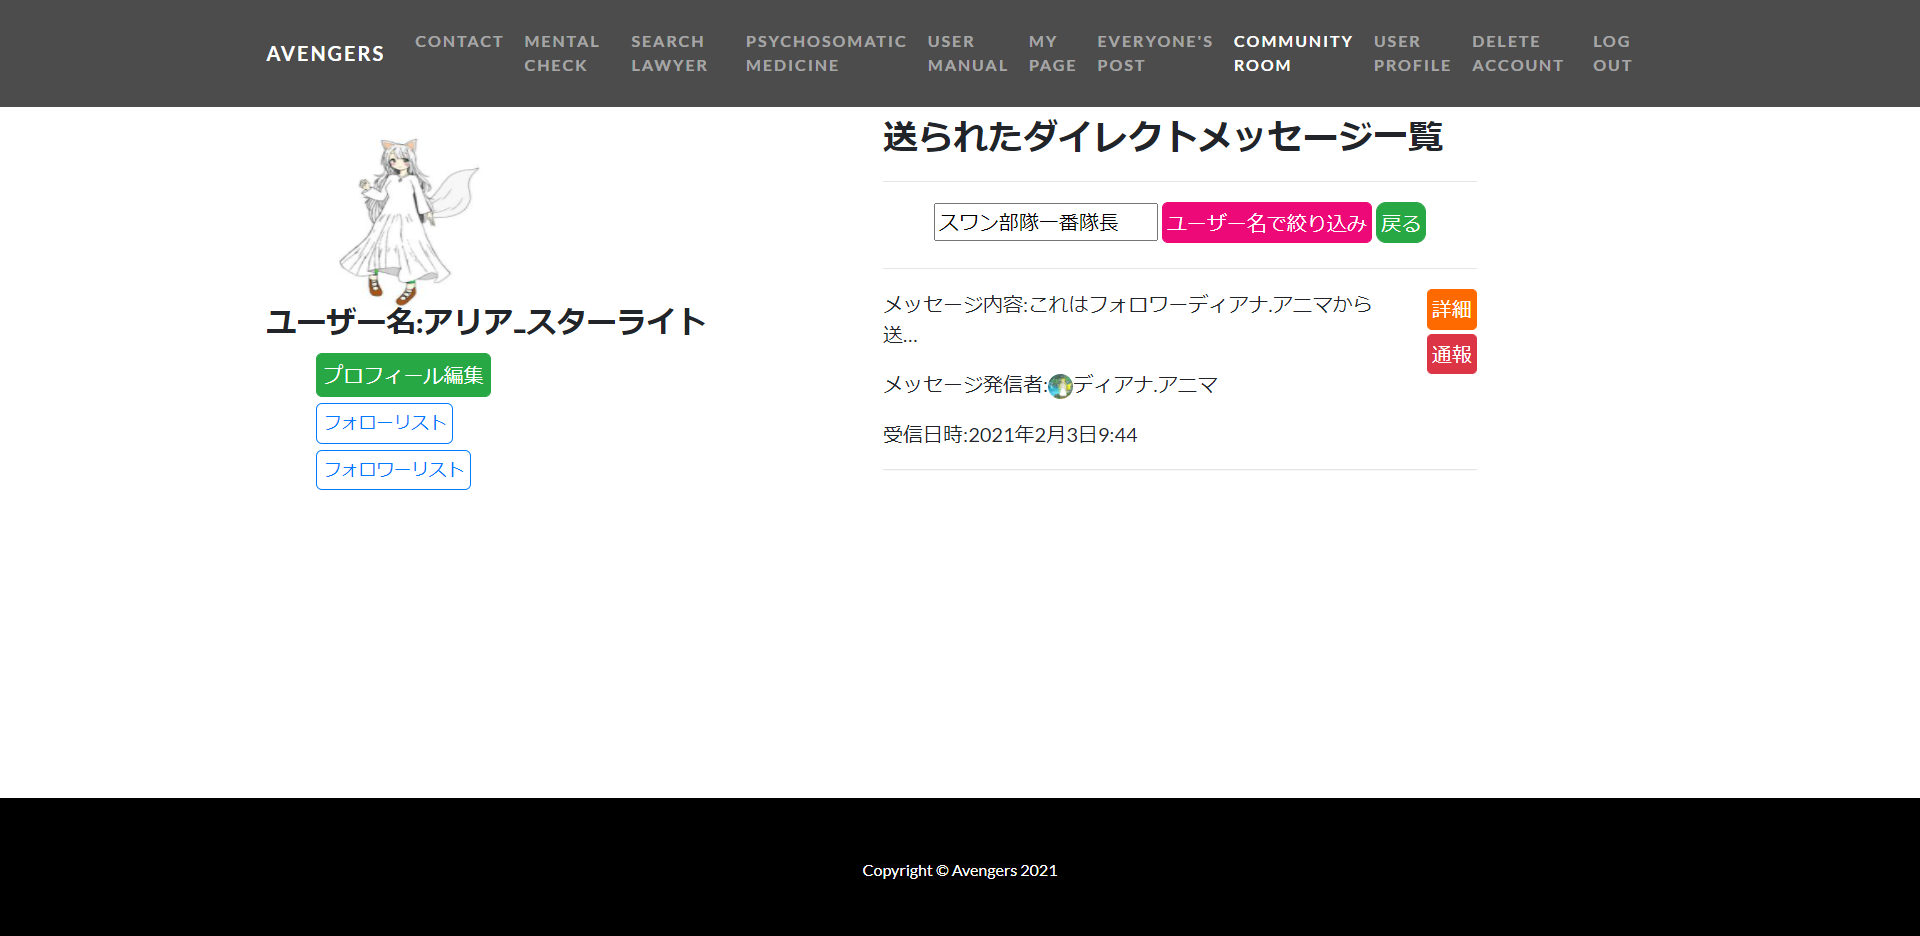 AVENGERS
CONTACT
MENTAL
CHECK
SEARCH
LAWYER
PSYCHOSOMATIC
MEDICINE
USER
MANUAL
MY
PAGE
EVERYONE'S
POST
COMMUNITY
ROOM
USER
PROFILE
DELETE
ACCOUNT
LOG
OUT
ユーザー名:アリア_スターライト
プロフィール編集
フォローリスト
フォロワーリスト
送られたダイレクトメッセージ一覧
スワン部隊一番隊長 ユーザー名で絞り込み 戻る
メッセージ内容:これはフォロワーディアナ.アニマから
送...
詳細
通報
メッセージ発信者:ディアナ.アニマ
受信日時:2021年2月3日9:44
Copyright © Avengers 2021